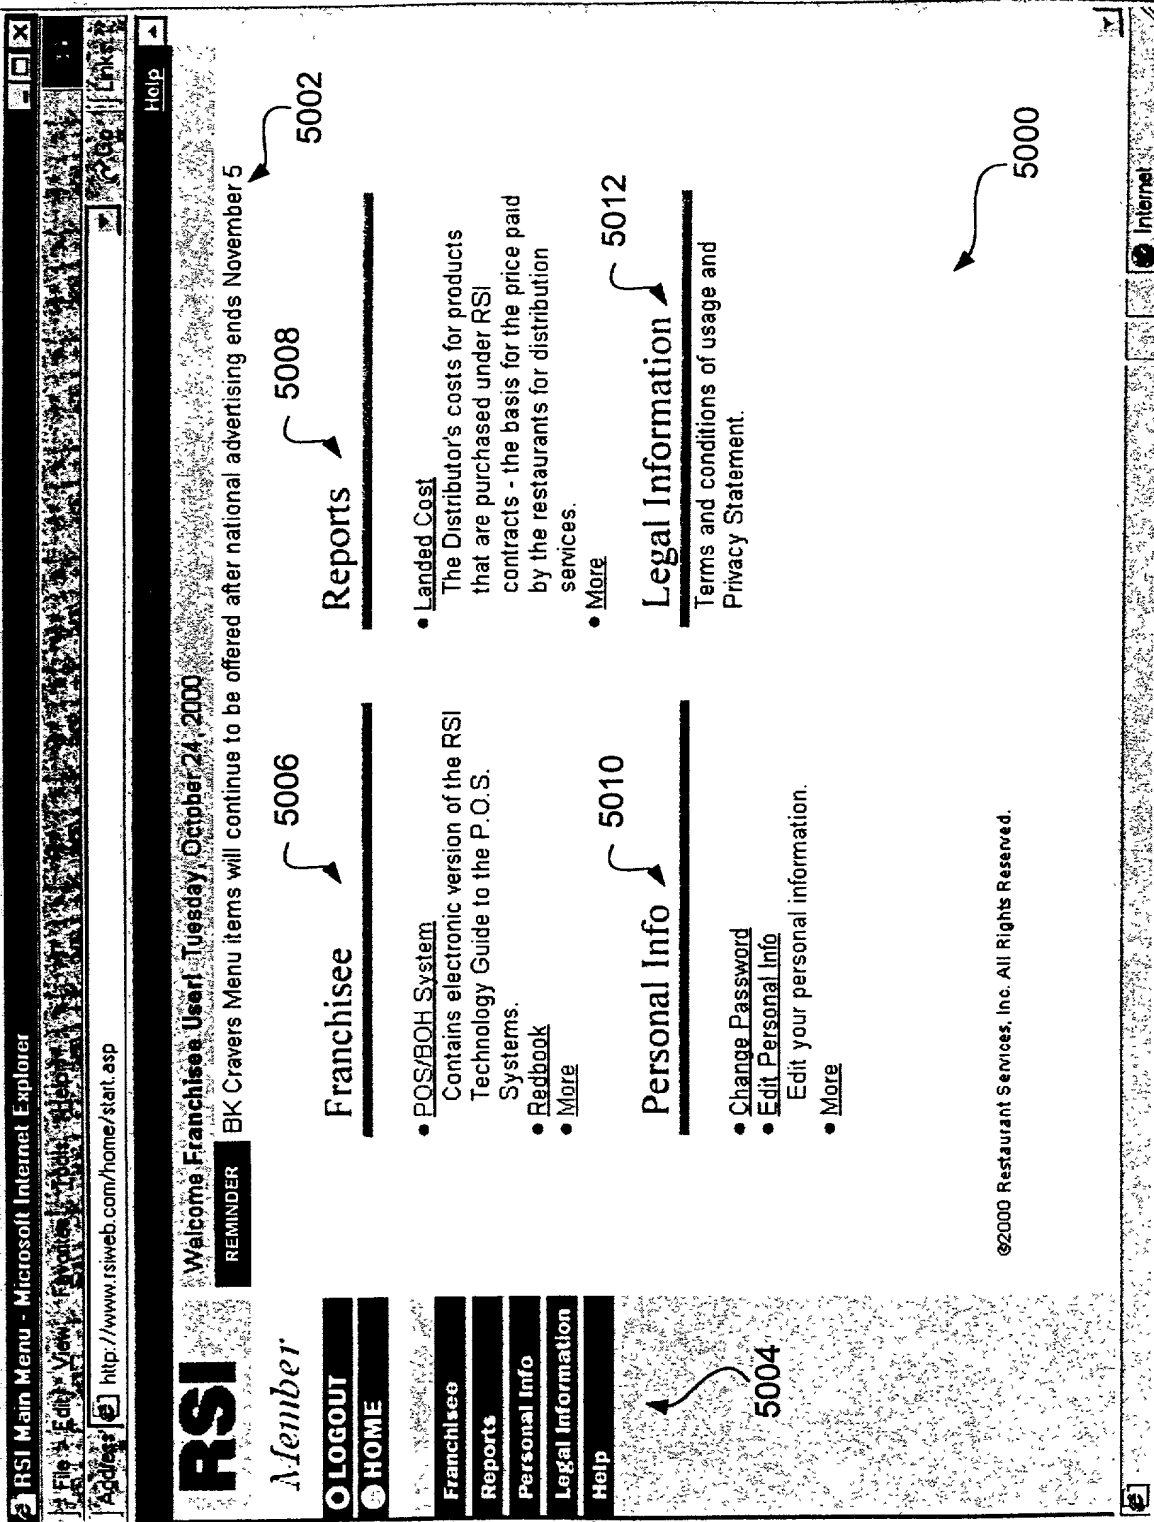 RSI Main Menu - Microsoft Internet Explorer
File Edit View Favorites Tools Help
Address http://www.rsiweb.com/home/start.asp Go Links
Help
RSI
Welcome Franchisee User! Tuesday, October 24, 2000
REMINDER BK Cravers Menu items will continue to be offered after national advertising ends November 5
5002
Member
LOGOUT
HOME
Franchisee
Reports
Personal Info
Legal Information
Help
5004
5006
Franchisee
• POS/BOH System
Contains electronic version of the RSI
Technology Guide to the P.O.S.
Systems.
• Redbook
• More
5008
Reports
• Landed Cost
The Distributor's costs for products
that are purchased under RSI
contracts - the basis for the price paid
by the restaurants for distribution
services.
• More
5010
Personal Info
• Change Password
• Edit Personal Info
Edit your personal information.
• More
5012
Legal Information
Terms and conditions of usage and
Privacy Statement.
5000
©2000 Restaurant Services, Inc. All Rights Reserved.
Internet